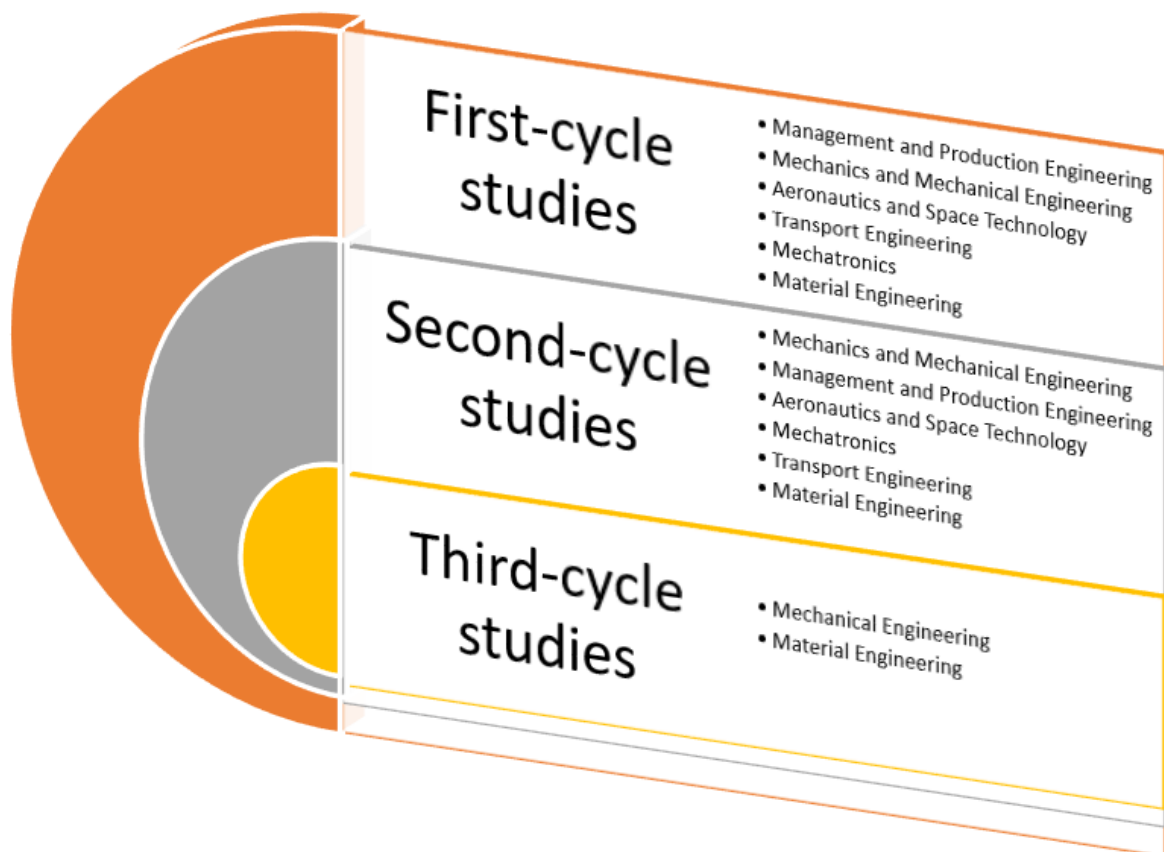 First-cycle
studies
• Management and Production Engineering
• Mechanics and Mechanical Engineering
• Aeronautics and Space Technology
• Transport Engineering
• Mechatronics
• Material Engineering
Second-cycle
studies
• Mechanics and Mechanical Engineering
• Management and Production Engineering
• Aeronautics and Space Technology
• Mechatronics
• Transport Engineering
• Material Engineering
Third-cycle
studies
• Mechanical Engineering
• Material Engineering